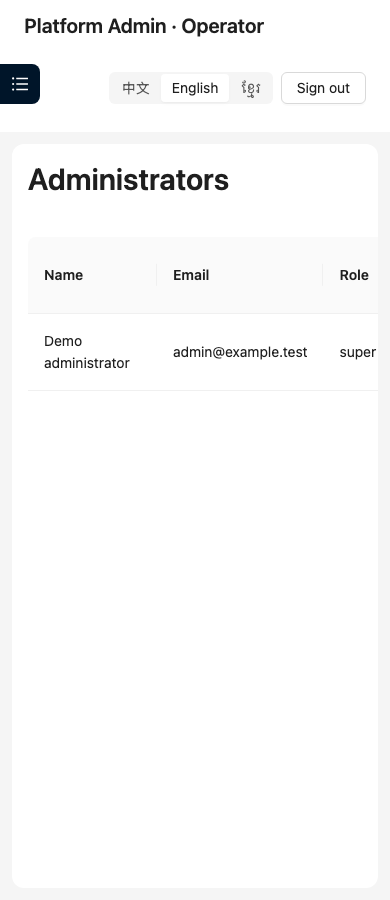 Platform Admin · Operator
中文 English ខ្មែរ Sign out
Administrators
Name Email Role
Demo administrator admin@example.test super